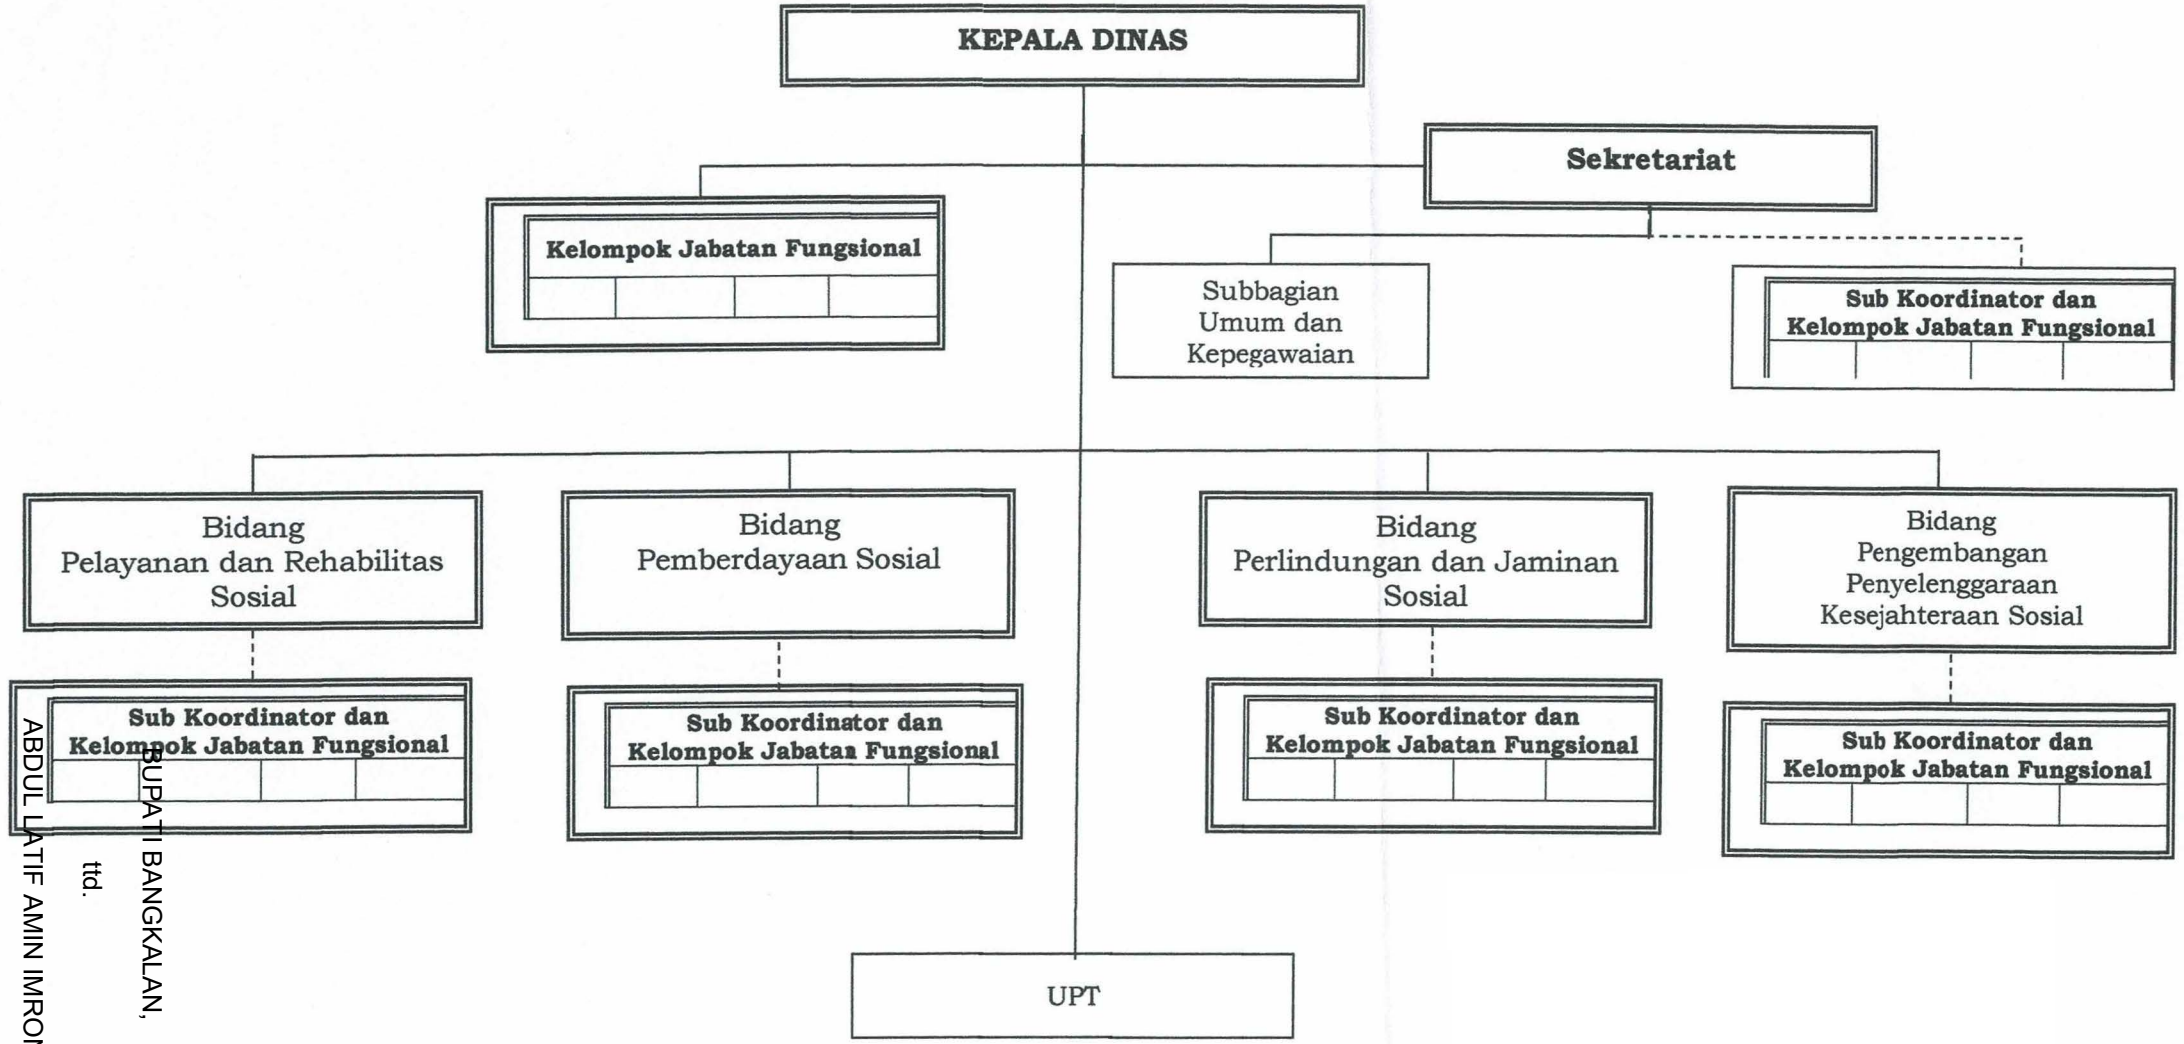 KEPALA DINAS
Sekretariat
Kelompok Jabatan Fungsional
Subbagian
Umum dan
Kepegawaian
Sub Koordinator dan
Kelompok Jabatan Fungsional
Bidang
Pelayanan dan Rehabilitas
Sosial
Bidang
Pemberdayaan Sosial
Bidang
Perlindungan dan Jaminan
Sosial
Bidang
Pengembangan
Penyelenggaraan
Kesejahteraan Sosial
Sub Koordinator dan
Kelompok Jabatan Fungsional
Sub Koordinator dan
Kelompok Jabatan Fungsional
Sub Koordinator dan
Kelompok Jabatan Fungsional
Sub Koordinator dan
Kelompok Jabatan Fungsional
UPT
BUPATI BANGKALAN,
ttd.
ABDUL LATIF AMIN